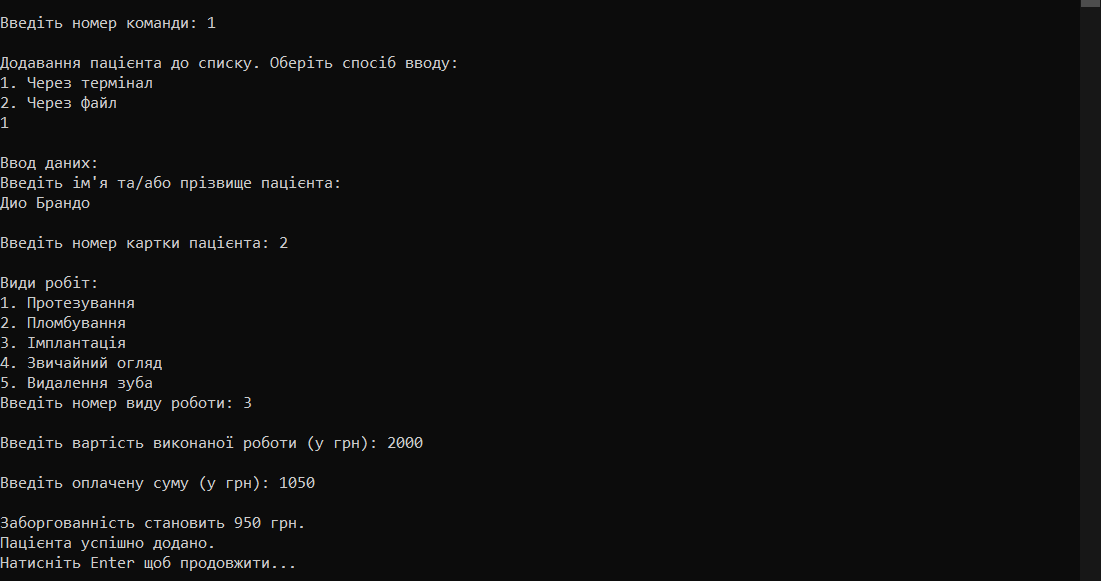 Введіть номер команди: 1
Додавання пацієнта до списку. Оберіть спосіб вводу:
1. Через термінал
2. Через файл
1
Ввод даних:
Введіть ім'я та/або прізвище пацієнта:
Дио Брандо
Введіть номер картки пацієнта: 2
Види робіт:
1. Протезування
2. Пломбування
3. Імплантація
4. Звичайний огляд
5. Видалення зуба
Введіть номер виду роботи: 3
Введіть вартість виконаної роботи (у грн): 2000
Введіть оплачену суму (у грн): 1050
Заборгованність становить 950 грн.
Пацієнта успішно додано.
Натисніть Enter щоб продовжити...